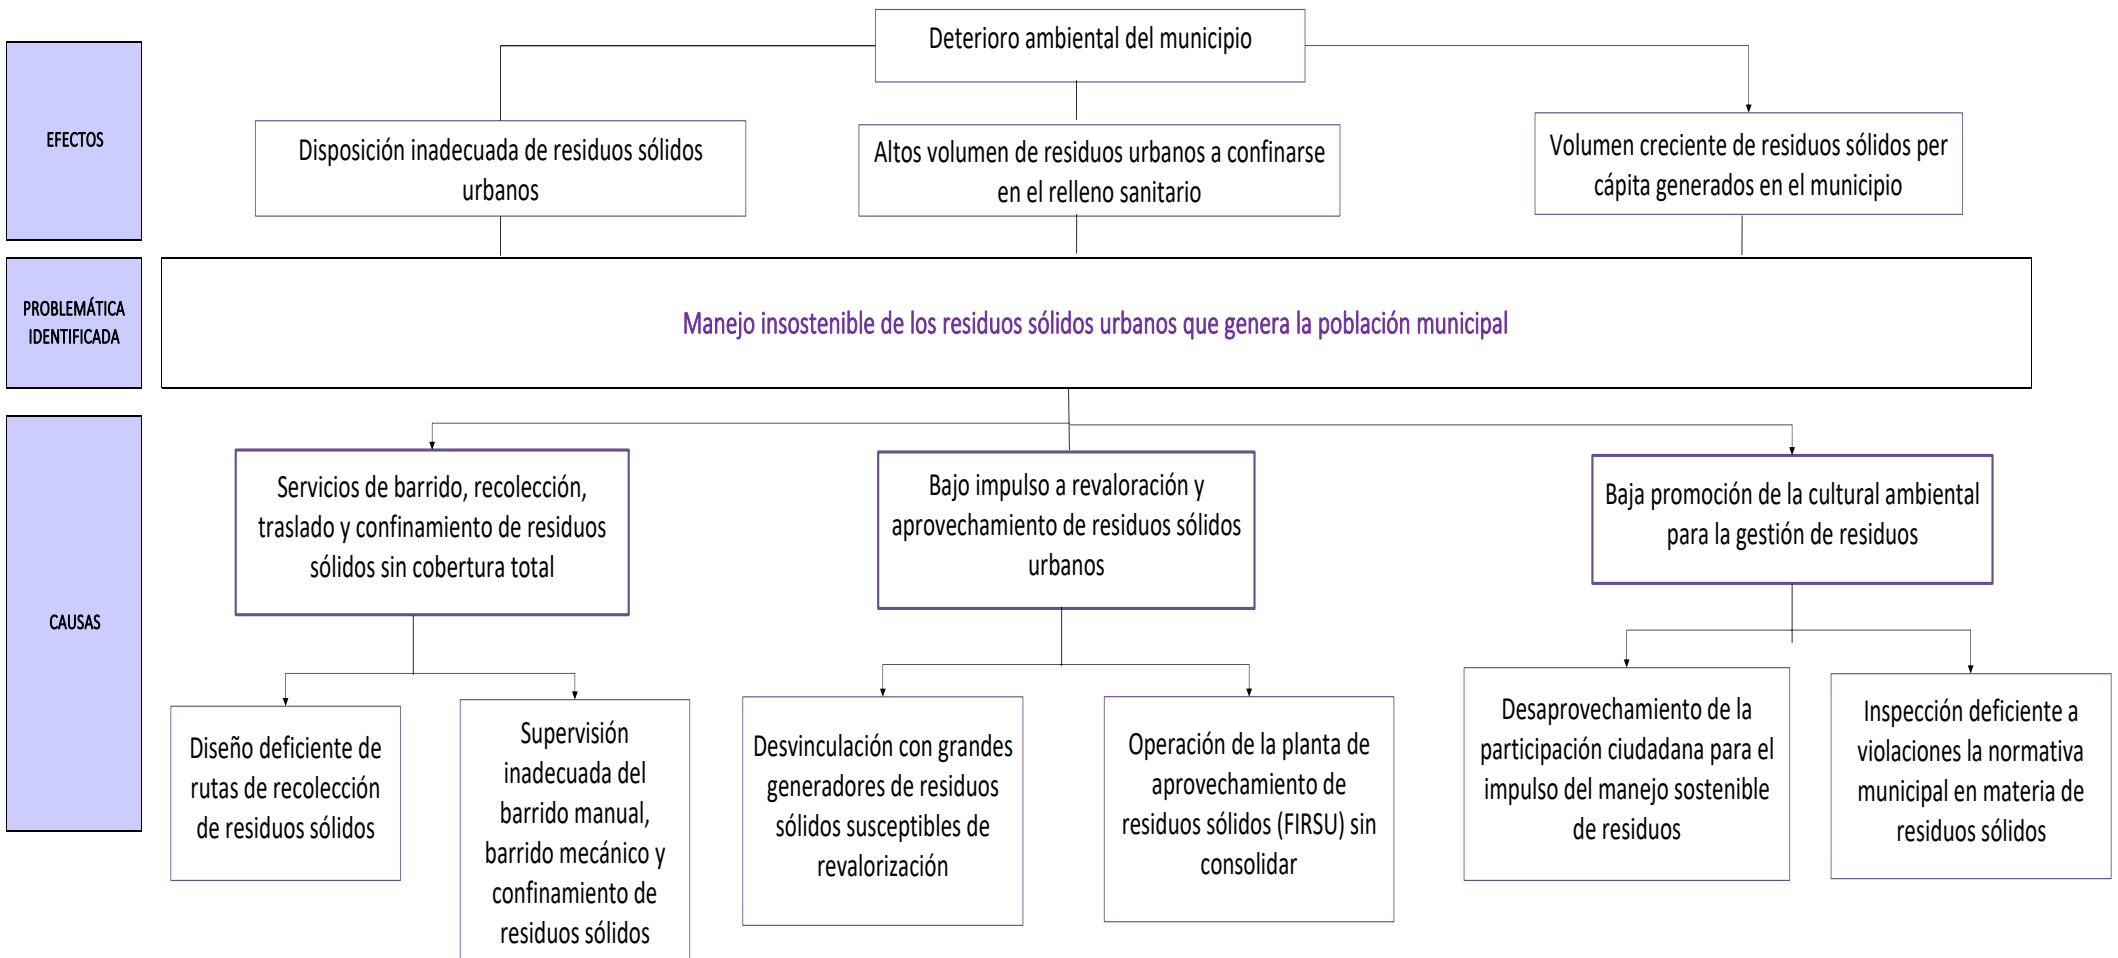 Deterioro ambiental del municipio
EFECTOS
Disposición inadecuada de residuos sólidos
urbanos
Altos volumen de residuos urbanos a confinarse
en el relleno sanitario
Volumen creciente de residuos sólidos per
cápita generados en el municipio
PROBLEMÁTICA
IDENTIFICADA
Manejo insostenible de los residuos sólidos urbanos que genera la población municipal
CAUSAS
Servicios de barrido, recolección,
traslado y confinamiento de residuos
sólidos sin cobertura total
Bajo impulso a revaloración y
aprovechamiento de residuos sólidos
urbanos
Baja promoción de la cultural ambiental
para la gestión de residuos
Diseño deficiente de
rutas de recolección
de residuos sólidos
Supervisión
inadecuada del
barrido manual,
barrido mecánico y
confinamiento de
residuos sólidos
Desvinculación con grandes
generadores de residuos
sólidos susceptibles de
revalorización
Operación de la planta de
aprovechamiento de
residuos sólidos (FIRSU) sin
consolidar
Desaprovechamiento de la
participación ciudadana para el
impulso del manejo sostenible
de residuos
Inspección deficiente a
violaciones la normativa
municipal en materia de
residuos sólidos